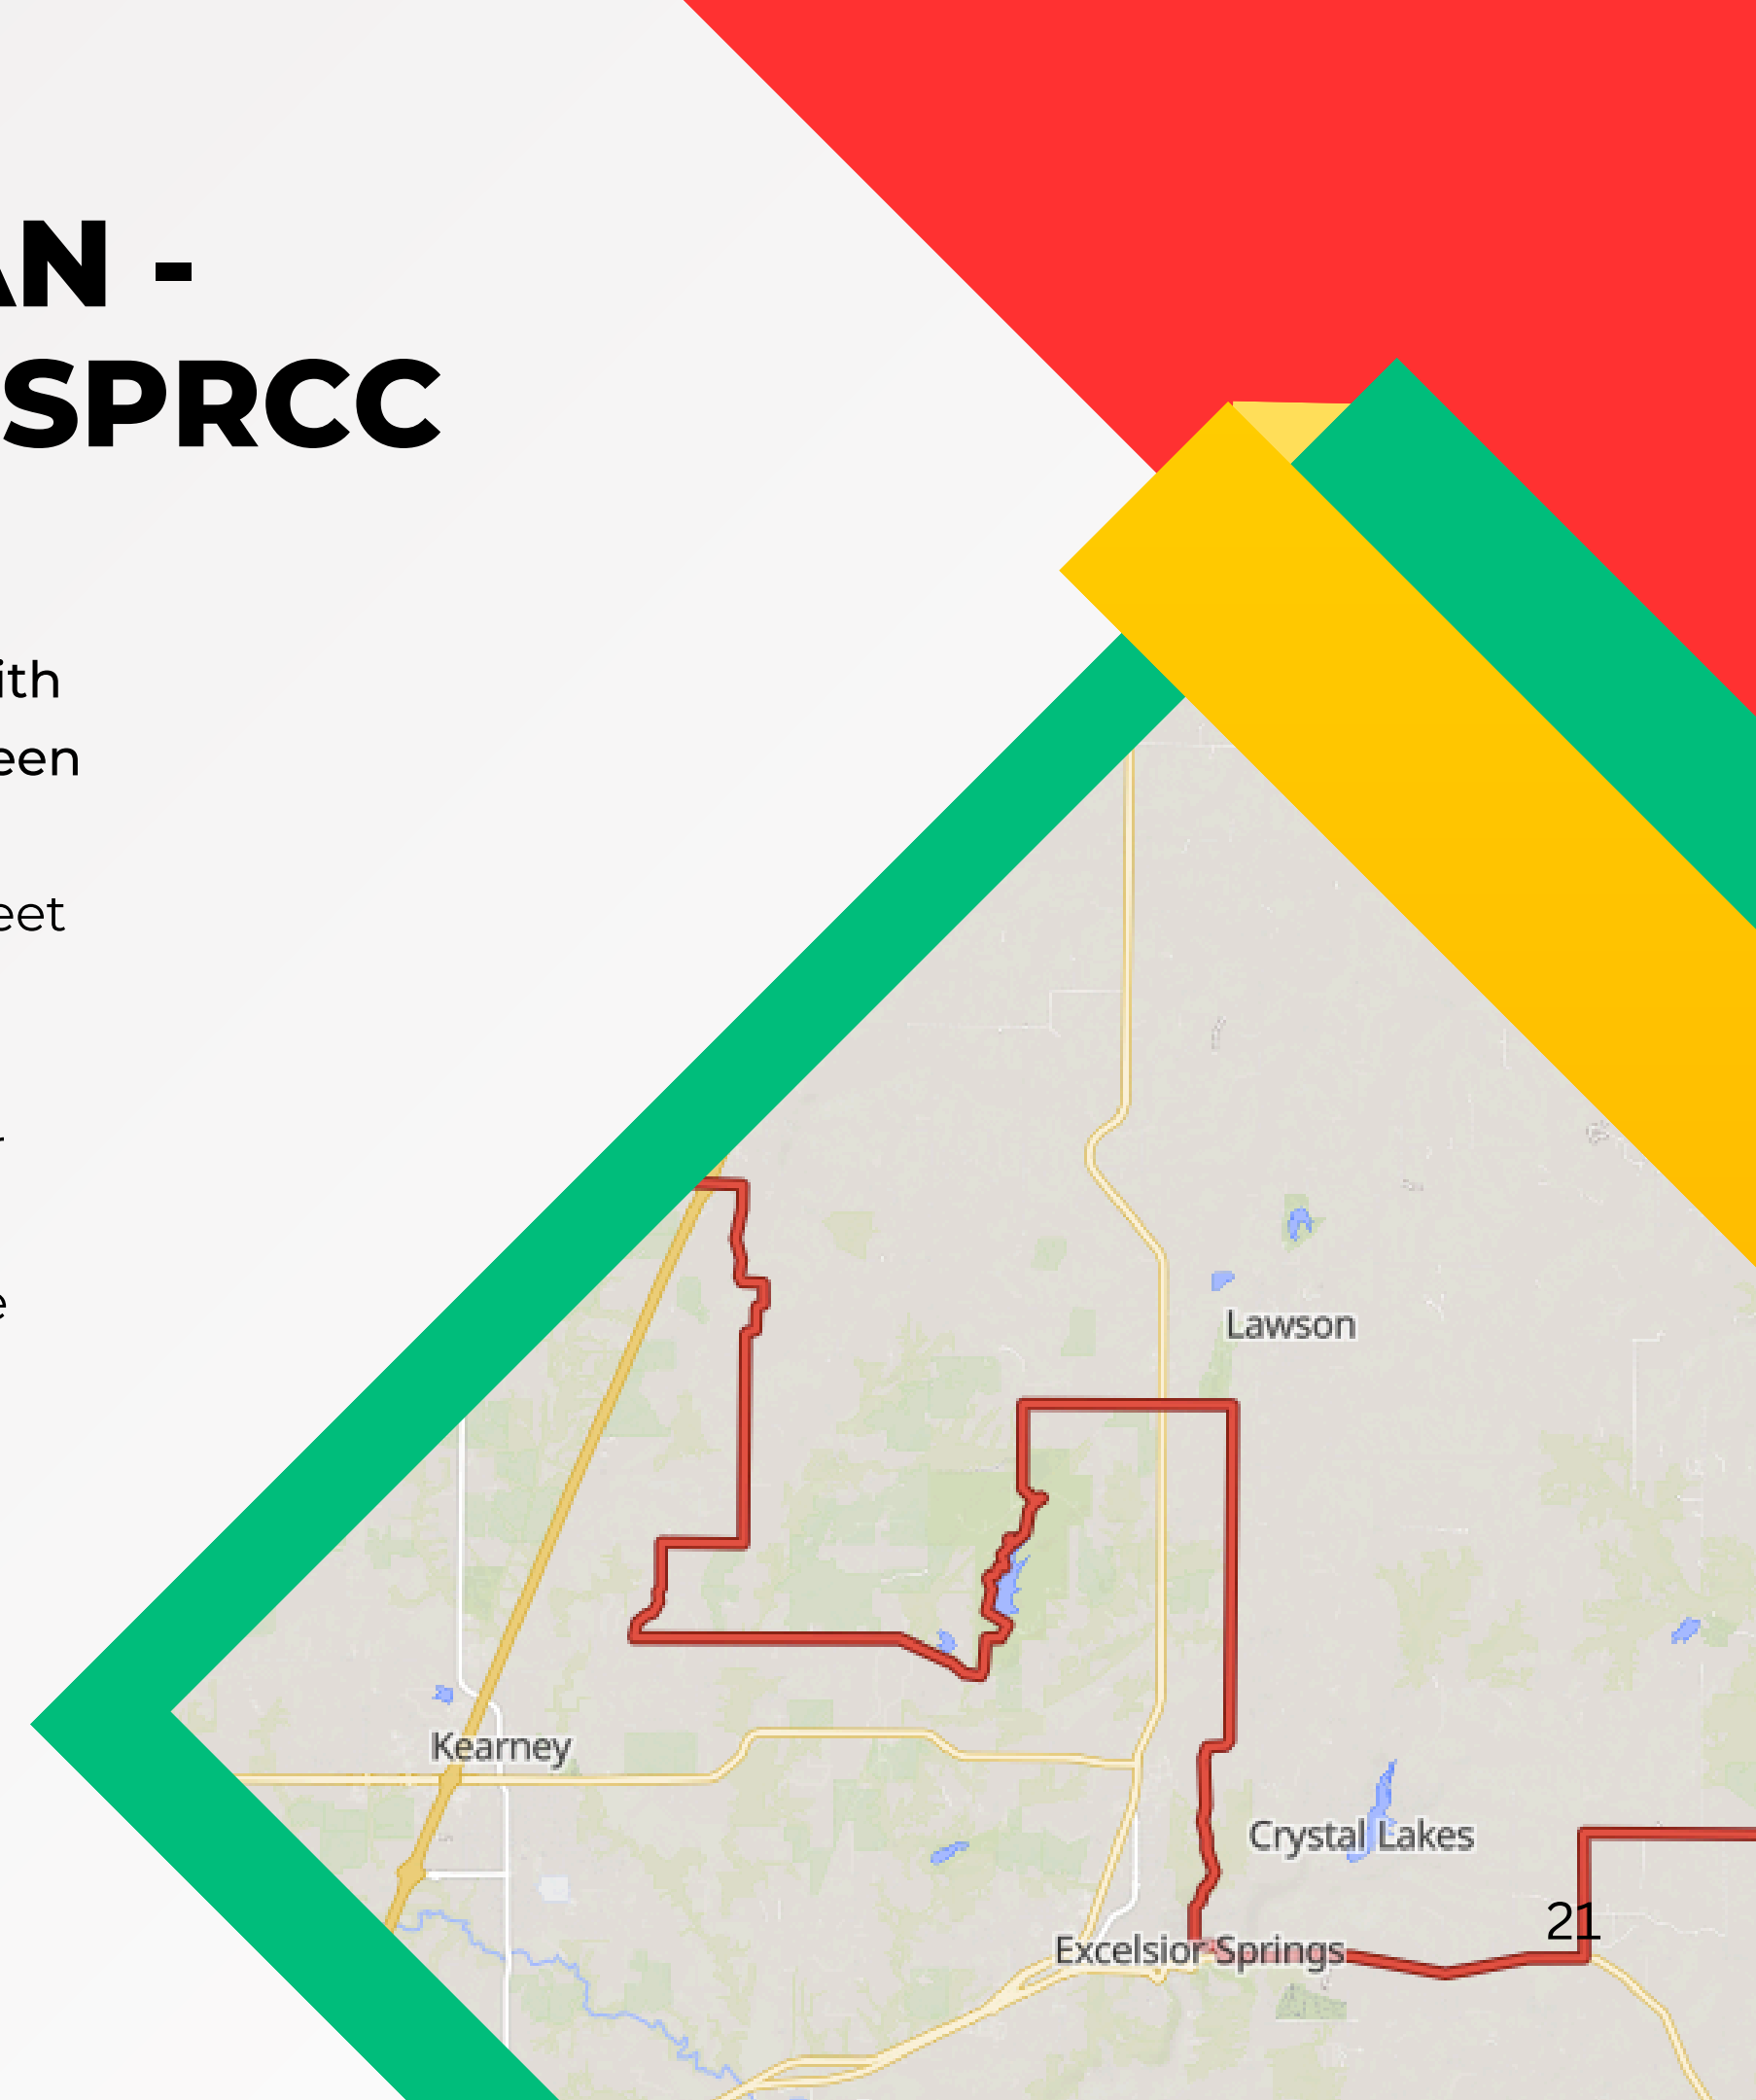 AN -
SPRCC
ith
een
eet
r
e
Lawson
Kearney
Crystal Lakes
21
Excelsior Springs